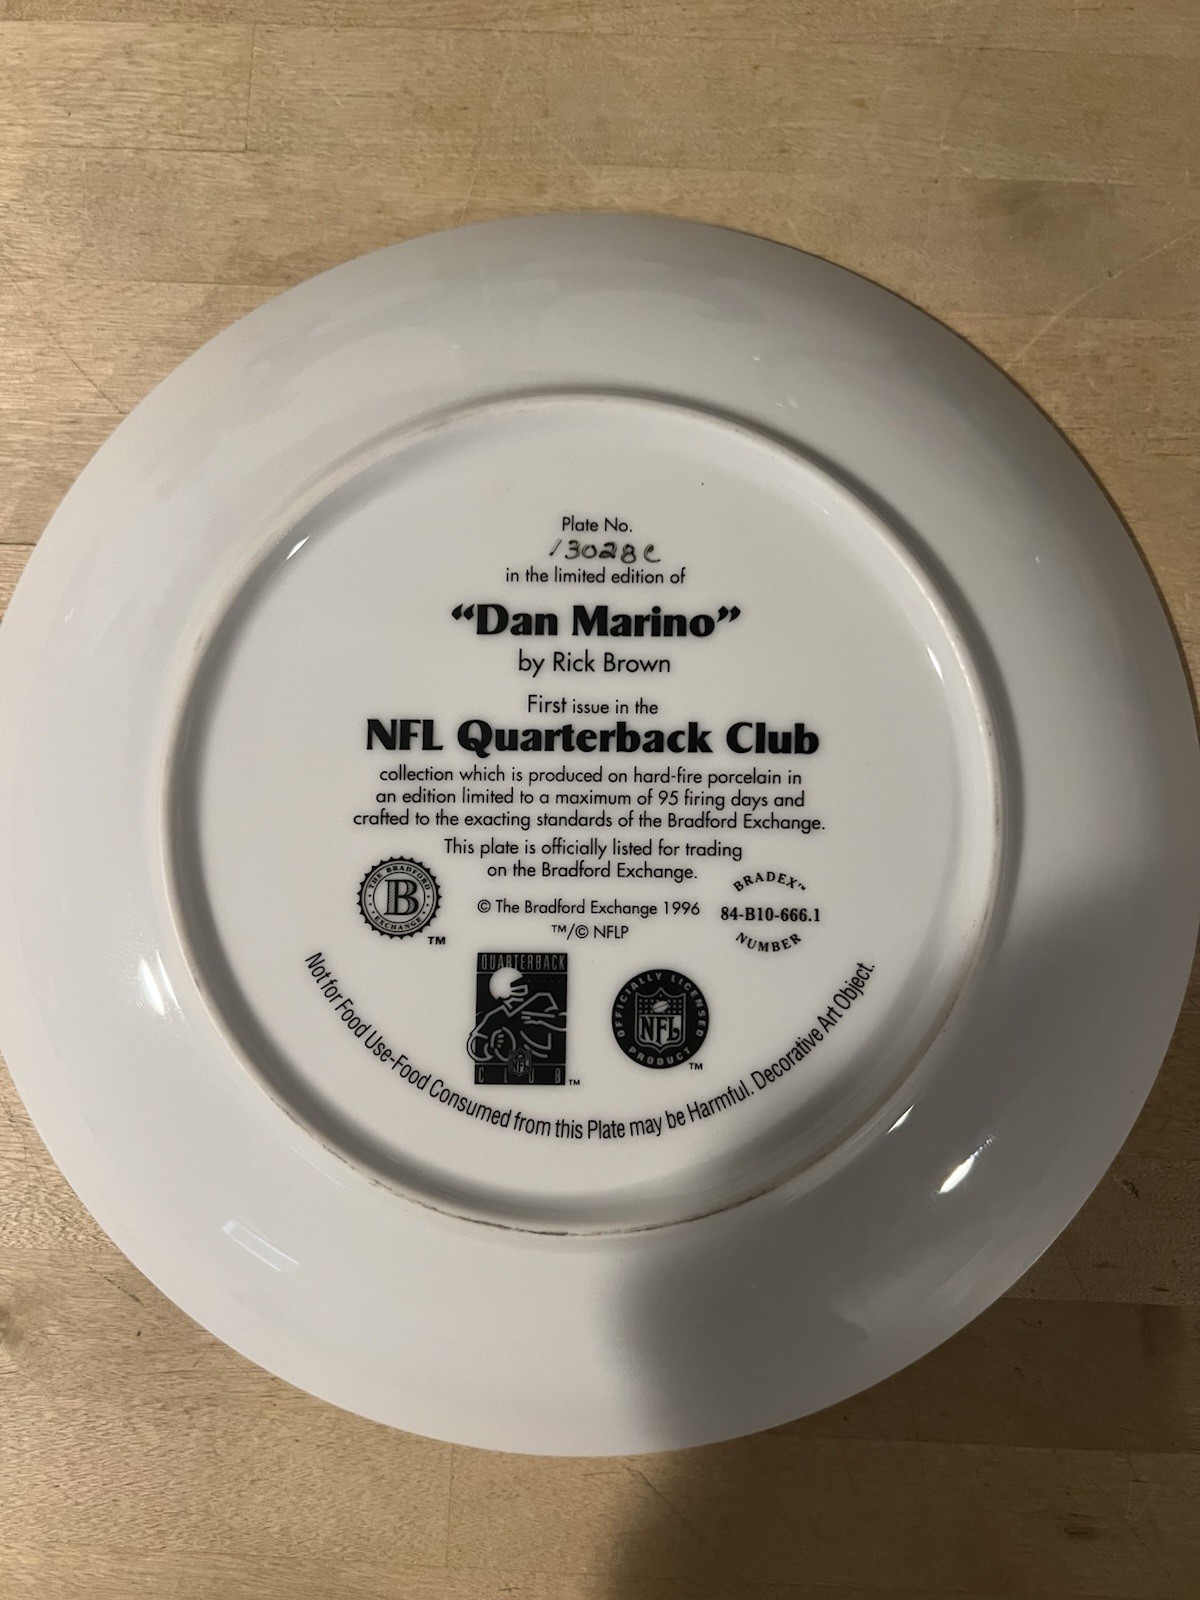 Plate No.
13028C
in the limited edition of
“Dan Marino”
by Rick Brown
First issue in the
NFL Quarterback Club
collection which is produced on hard-fire porcelain in
an edition limited to a maximum of 95 firing days and
crafted to the exacting standards of the Bradford Exchange.
This plate is officially listed for trading
on the Bradford Exchange.
THE BRADFORD
B
EXCHANGE
TM
© The Bradford Exchange 1996
™/© NFLP
BRADEX™
84-B10-666.1
NUMBER
QUARTERBACK
NFL
CLUB
TM
OFFICIALLY LICENSED
NFL
PRODUCT
TM
Not for Food Use-Food Consumed from this Plate may be Harmful. Decorative Art Object.